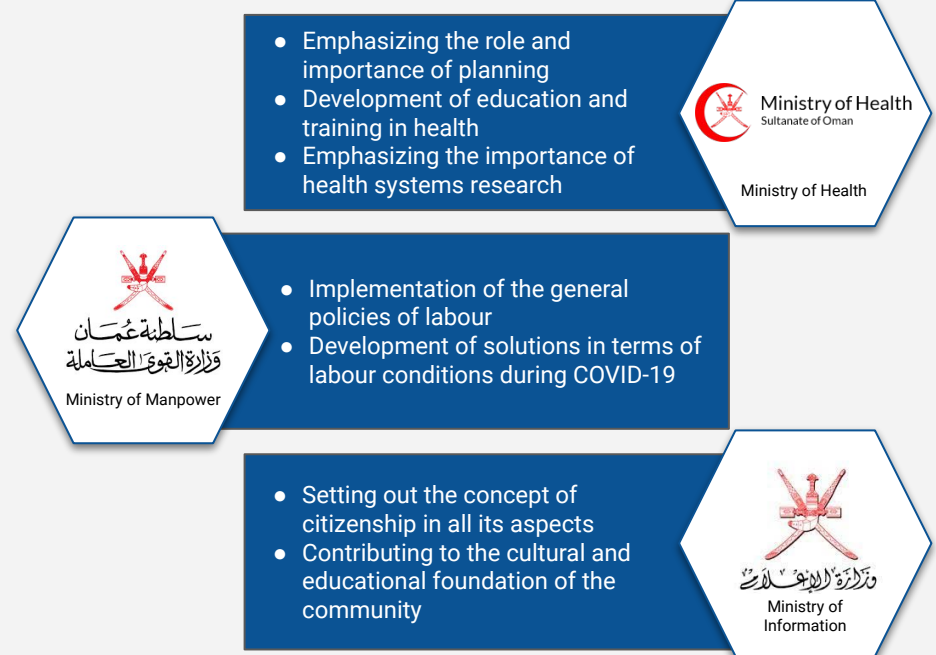 ● Emphasizing the role and
importance of planning
● Development of education and
training in health
● Emphasizing the importance of
health systems research
Ministry of Health
Sultanate of Oman
Ministry of Health
سلطنة عُمان
وزارة القوى العاملة
Ministry of Manpower
● Implementation of the general
policies of labour
● Development of solutions in terms of
labour conditions during COVID-19
● Setting out the concept of
citizenship in all its aspects
● Contributing to the cultural and
educational foundation of the
community
وزارة الإعلام
Ministry of
Information